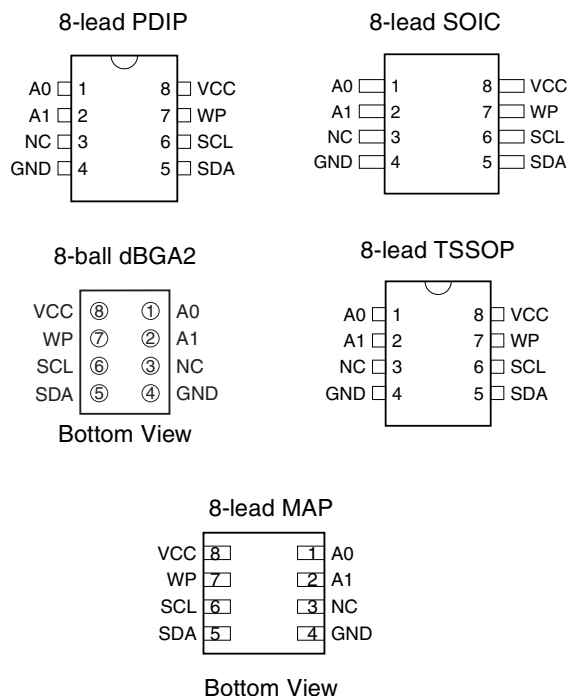 8-lead PDIP
A0 1 8 VCC
A1 2 7 WP
NC 3 6 SCL
GND 4 5 SDA
8-lead SOIC
A0 1 8 VCC
A1 2 7 WP
NC 3 6 SCL
GND 4 5 SDA
8-ball dBGA2
VCC 8 1 A0
WP 7 2 A1
SCL 6 3 NC
SDA 5 4 GND
Bottom View
8-lead TSSOP
A0 1 8 VCC
A1 2 7 WP
NC 3 6 SCL
GND 4 5 SDA
8-lead MAP
VCC 8 1 A0
WP 7 2 A1
SCL 6 3 NC
SDA 5 4 GND
Bottom View